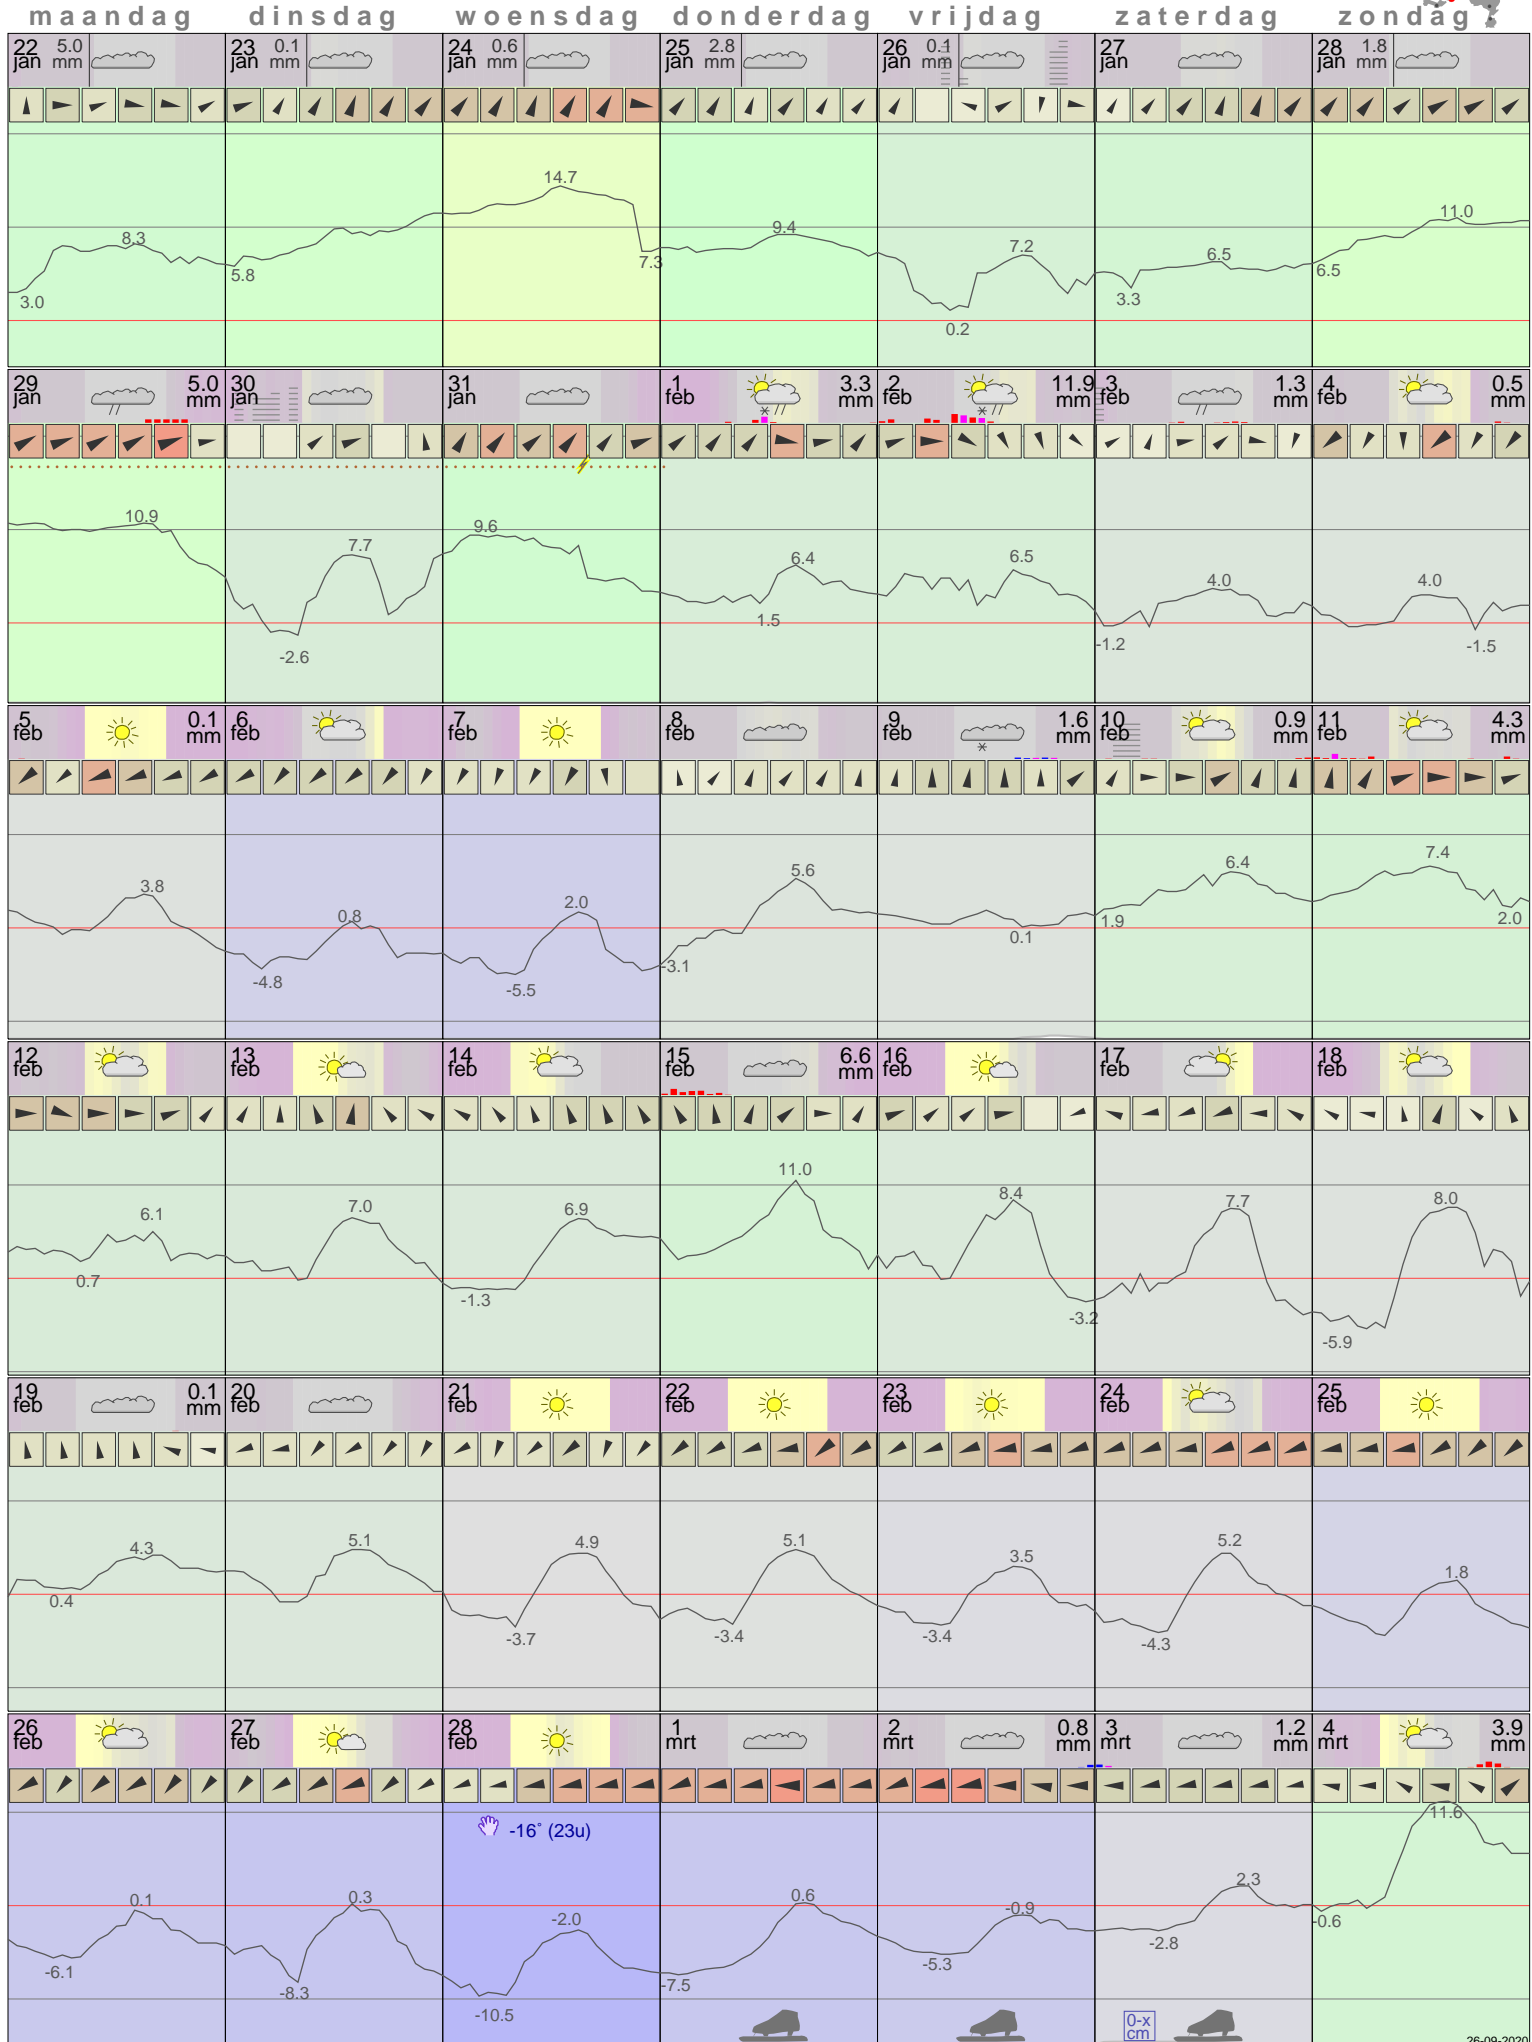 maandag dinsdag woensdag donderdag vrijdag zaterdag zondag
22 jan 5.0 mm 23 jan 0.1 mm 24 jan 0.6 mm 25 jan 2.8 mm 26 jan 0.1 mm 27 jan 28 jan 1.8 mm
3.0 8.3 5.8 14.7 7.3 9.4 0.2 7.2 3.3 6.5 6.5 11.0
29 jan 5.0 mm 30 jan 31 jan 1 feb 3.3 mm 2 feb 11.9 mm 3 feb 1.3 mm 4 feb 0.5 mm
10.9 -2.6 7.7 9.6 1.5 6.4 6.5 -1.2 4.0 4.0 -1.5
5 feb 0.1 mm 6 feb 7 feb 8 feb 9 feb 1.6 mm 10 feb 0.9 mm 11 feb 4.3 mm
3.8 -4.8 0.8 -5.5 2.0 -3.1 5.6 0.1 1.9 6.4 7.4 2.0
12 feb 13 feb 14 feb 15 feb 6.6 mm 16 feb 17 feb 18 feb
0.7 6.1 7.0 -1.3 6.9 11.0 8.4 -3.2 7.7 -5.9 8.0
19 feb 0.1 mm 20 feb 21 feb 22 feb 23 feb 24 feb 25 feb
0.4 4.3 5.1 -3.7 4.9 -3.4 5.1 -3.4 3.5 -4.3 5.2 1.8
26 feb 27 feb 28 feb 1 mrt 2 mrt 0.8 mm 3 mrt 1.2 mm 4 mrt 3.9 mm
-16° (23u)
-6.1 0.1 -8.3 0.3 -10.5 -2.0 -7.5 0.6 -5.3 -0.9 -2.8 2.3 -0.6 11.6
0-x cm
26-09-2020